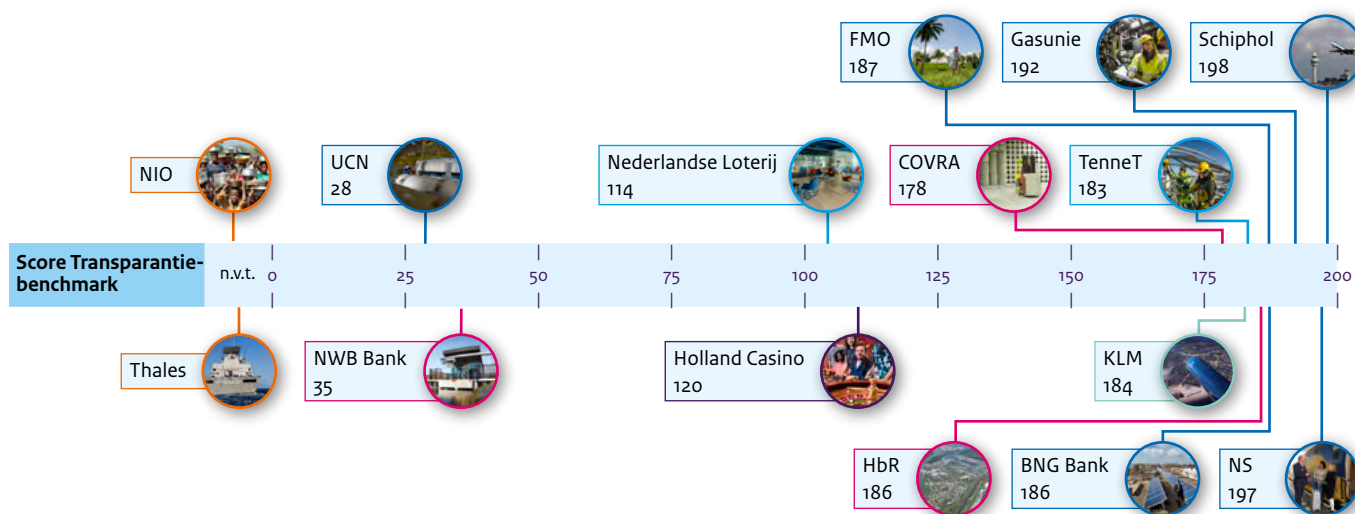 FMO
187
Gasunie
192
Schiphol
198
NIO
UCN
28
Nederlandse Loterij
114
COVRA
178
TenneT
183
Score Transparantie-
benchmark
n.v.t.
0
25
50
75
100
125
150
175
200
Thales
NWB Bank
35
Holland Casino
120
KLM
184
HbR
186
BNG Bank
186
NS
197